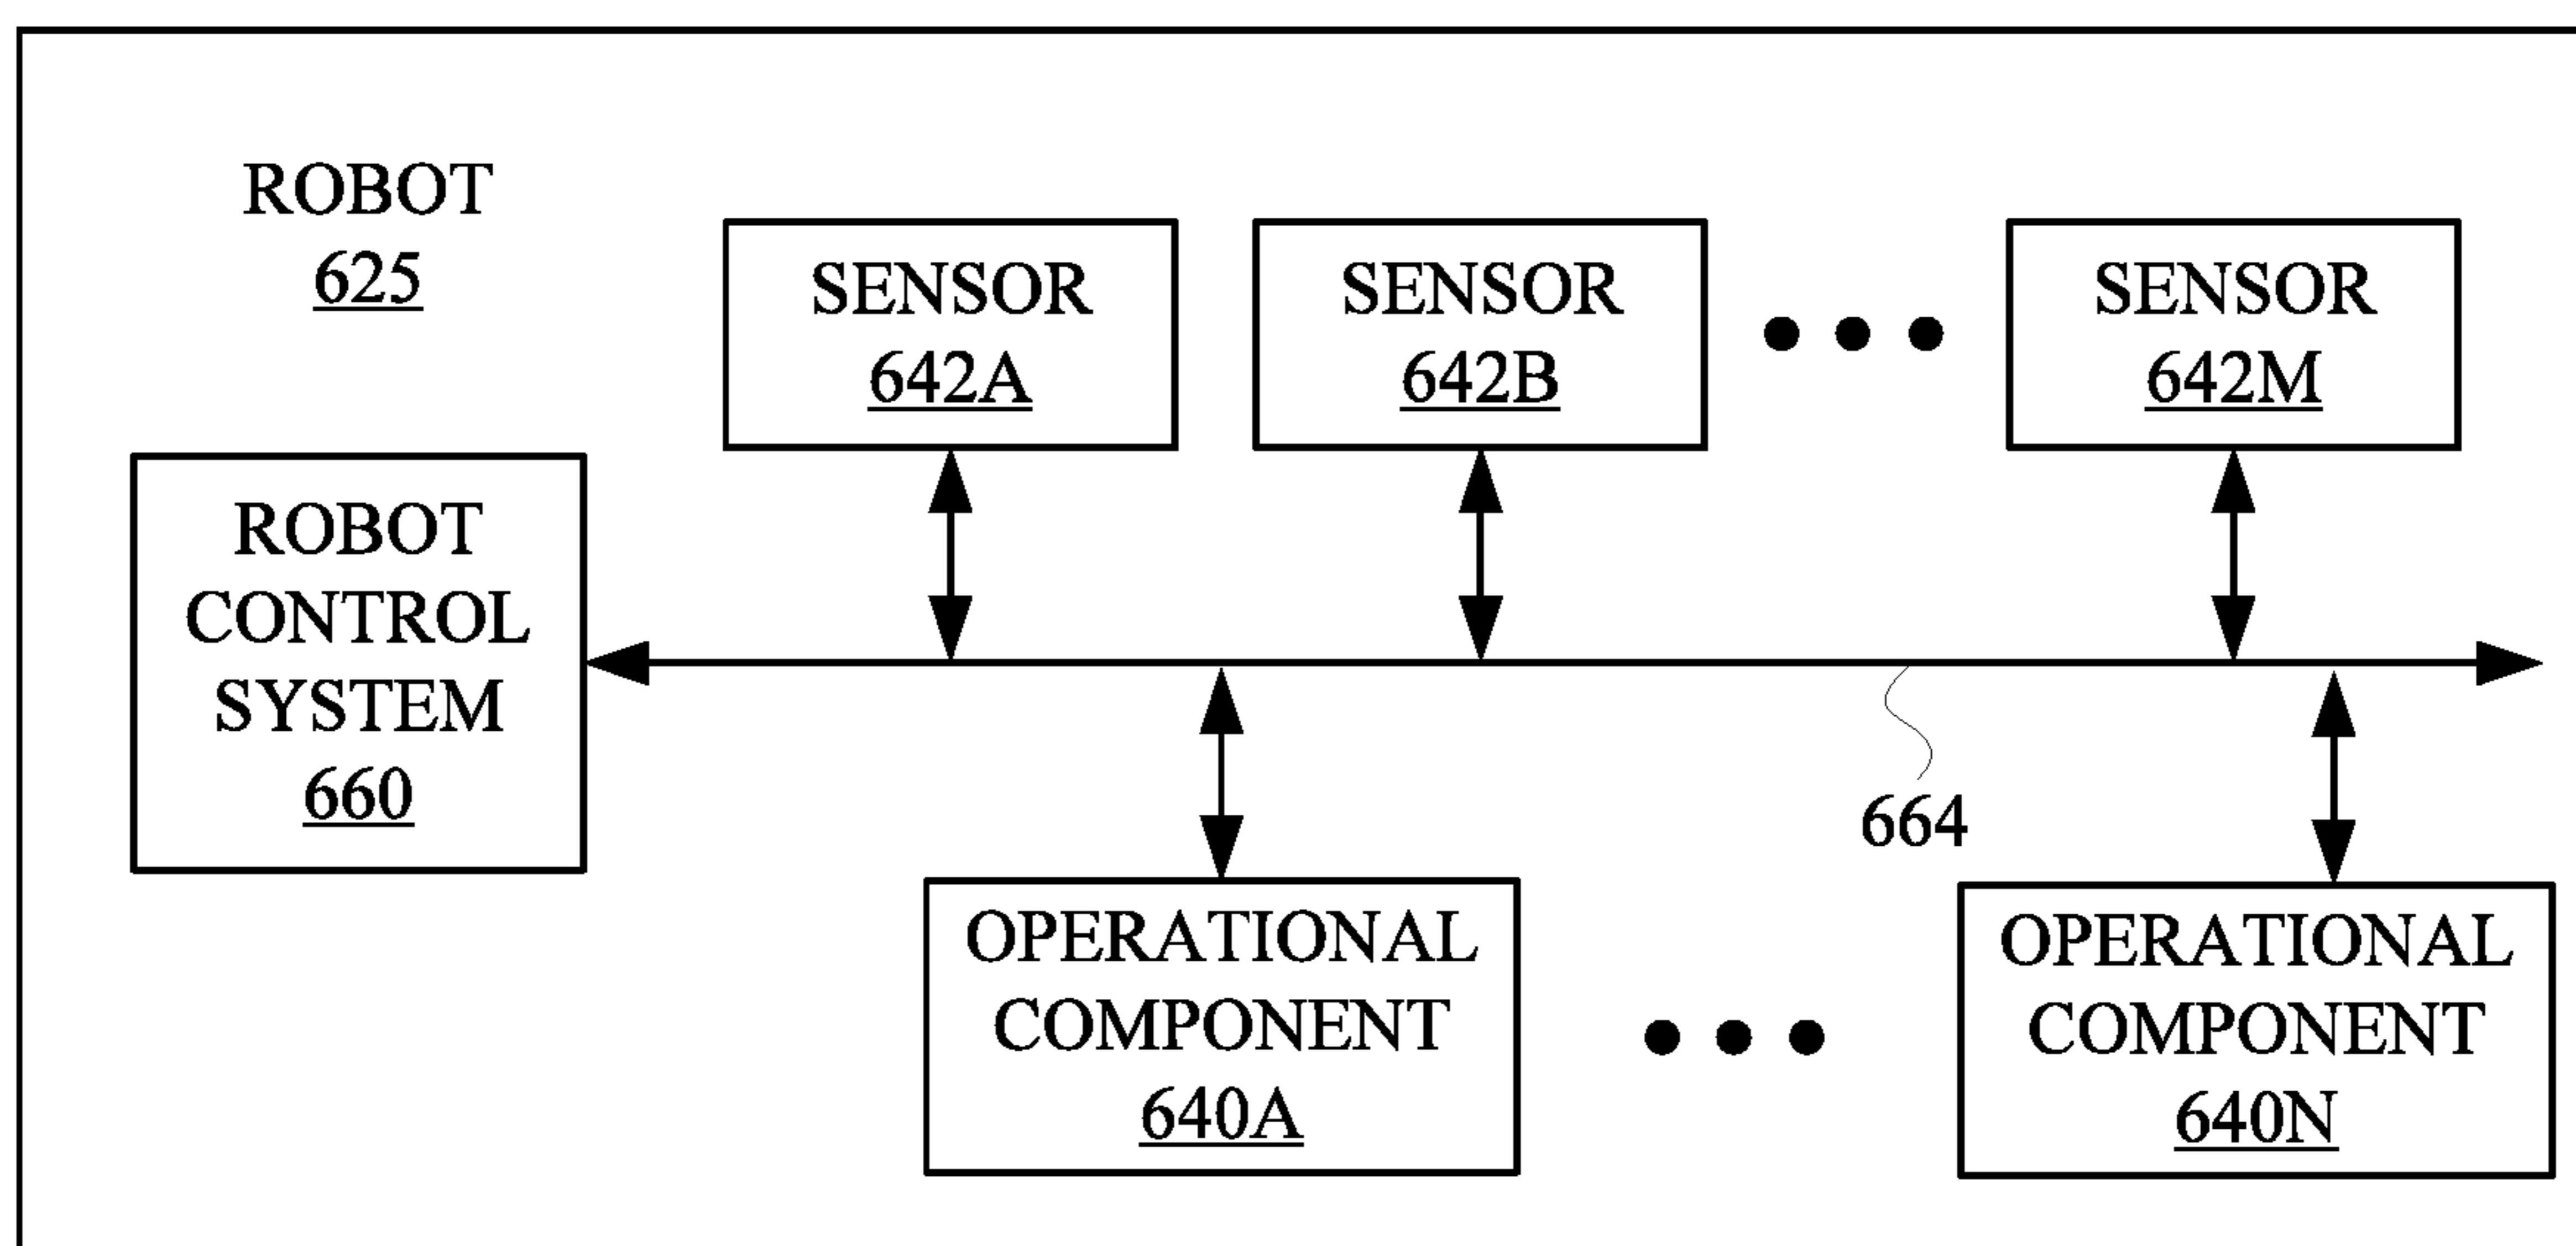 ROBOT
625
SENSOR
642A
SENSOR
642B
SENSOR
642M
ROBOT
CONTROL
SYSTEM
660
664
OPERATIONAL
COMPONENT
640A
OPERATIONAL
COMPONENT
640N